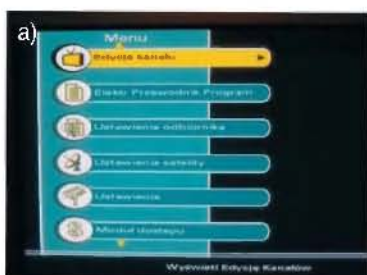 a)
Menu
Edycja kanału
Elektr Przewodnik Program
Ustawienia odbiornika
Ustawienia satelity
Ustawienia
Moduł dostępu
Wyświetl Edycję Kanałów